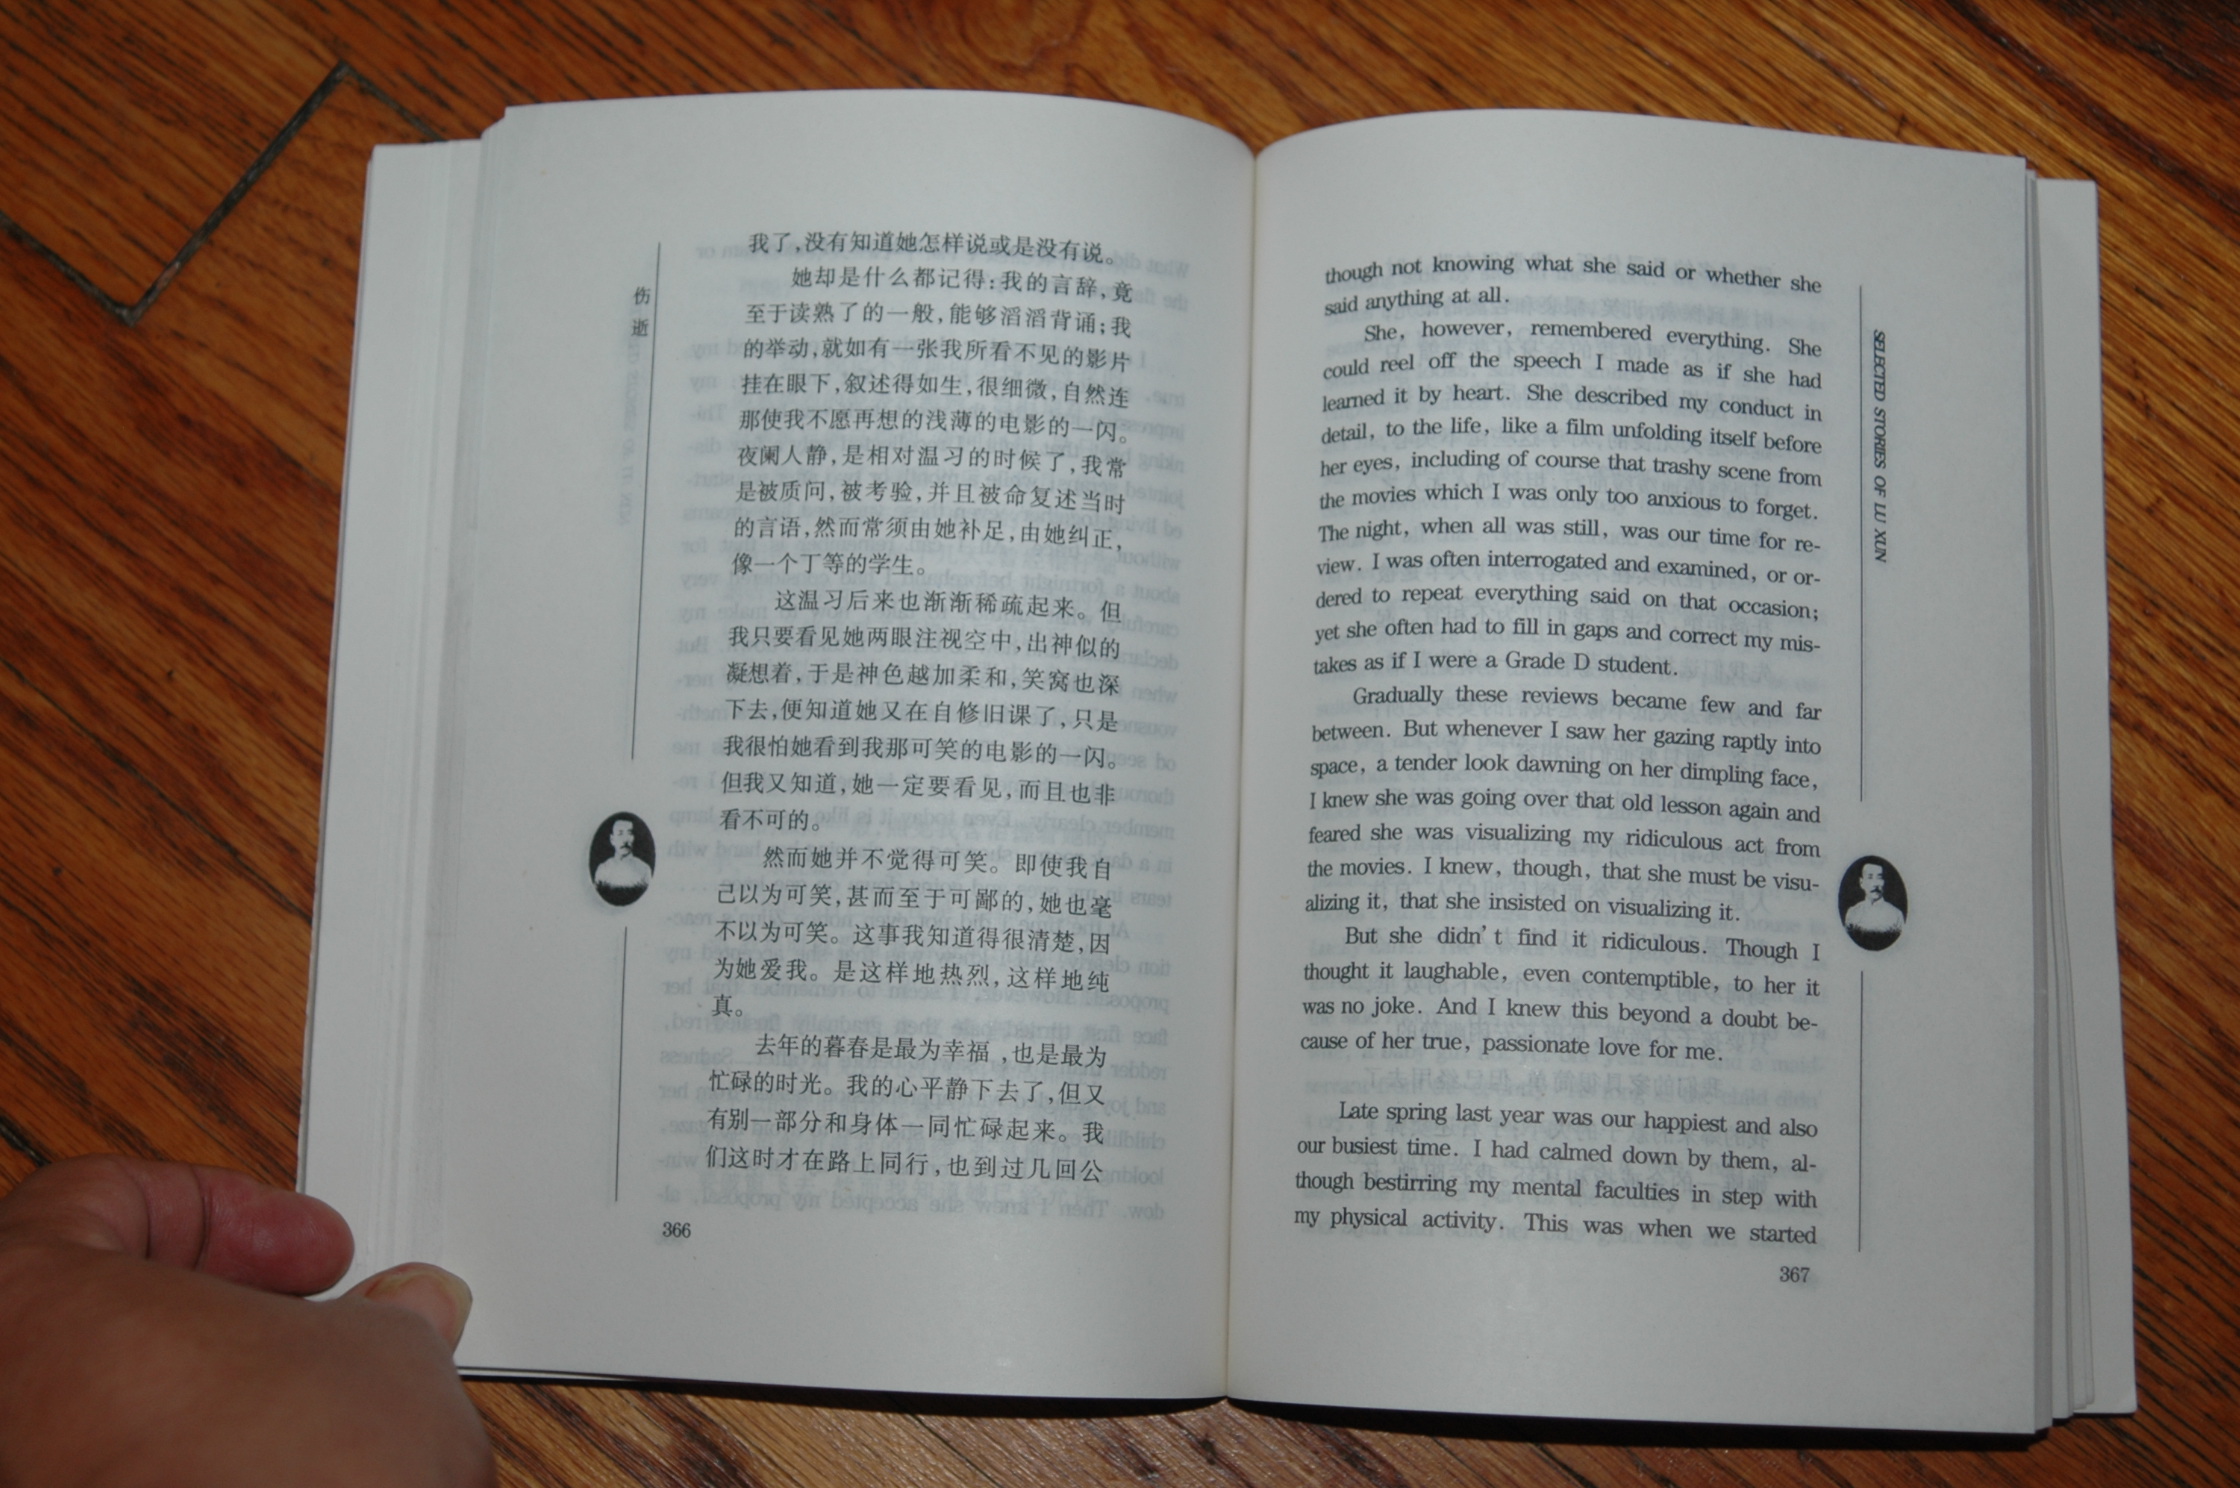 伤逝
我了,没有知道她怎样说或是没有说。
她却是什么都记得:我的言辞,竟
至于读熟了的一般,能够滔滔背诵;我
的举动,就如有一张我所看不见的影片
挂在眼下,叙述得如生,很细微,自然连
那使我不愿再想的浅薄的电影的一闪。
夜阑人静,是相对温习的时候了,我常
是被质问,被考验,并且被命复述当时
的言语,然而常须由她补足,由她纠正,
像一个丁等的学生。
这温习后来也渐渐稀疏起来。但
我只要看见她两眼注视空中,出神似的
凝想着,于是神色越加柔和,笑窝也深
下去,便知道她又在自修旧课了,只是
我很怕她看到我那可笑的电影的一闪。
但我又知道,她一定要看见,而且也非
看不可的。
然而她并不觉得可笑。即使我自
己以为可笑,甚而至于可鄙的,她也毫
不以为可笑。这事我知道得很清楚,因
为她爱我。是这样地热烈,这样地纯
真。
去年的暮春是最为幸福,也是最为
忙碌的时光。我的心平静下去了,但又
有别一部分和身体一同忙碌起来。我
们这时才在路上同行,也到过几回公
366
though not knowing what she said or whether she
said anything at all.
She, however, remembered everything. She
could reel off the speech I made as if she had
learned it by heart. She described my conduct in
detail, to the life, like a film unfolding itself before
her eyes, including of course that trashy scene from
the movies which I was only too anxious to forget.
The night, when all was still, was our time for re-
view. I was often interrogated and examined, or or-
dered to repeat everything said on that occasion;
yet she often had to fill in gaps and correct my mis-
takes as if I were a Grade D student.
Gradually these reviews became few and far
between. But whenever I saw her gazing raptly into
space, a tender look dawning on her dimpling face,
I knew she was going over that old lesson again and
feared she was visualizing my ridiculous act from
the movies. I knew, though, that she must be visu-
alizing it, that she insisted on visualizing it.
But she didn't find it ridiculous. Though I
thought it laughable, even contemptible, to her it
was no joke. And I knew this beyond a doubt be-
cause of her true, passionate love for me.
Late spring last year was our happiest and also
our busiest time. I had calmed down by them, al-
though bestirring my mental faculties in step with
my physical activity. This was when we started
367
SELECTED STORIES OF LU XUN